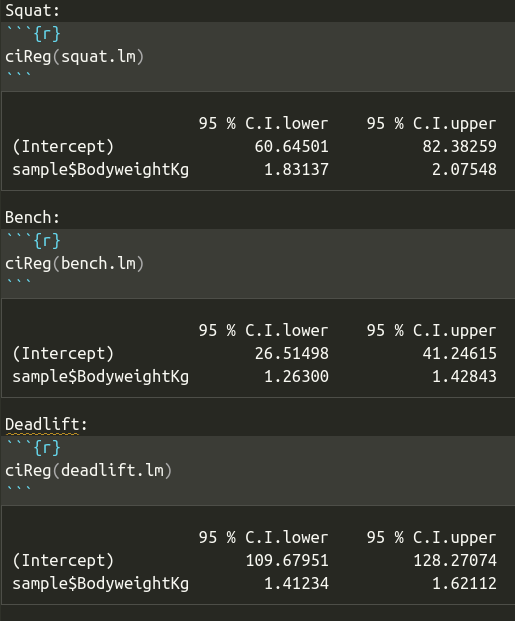 Squat:
```{r}
ciReg(squat.lm)
```
95 % C.I.lower 95 % C.I.upper
(Intercept) 60.64501 82.38259
sample$BodyweightKg 1.83137 2.07548
Bench:
```{r}
ciReg(bench.lm)
```
95 % C.I.lower 95 % C.I.upper
(Intercept) 26.51498 41.24615
sample$BodyweightKg 1.26300 1.42843
Deadlift:
```{r}
ciReg(deadlift.lm)
```
95 % C.I.lower 95 % C.I.upper
(Intercept) 109.67951 128.27074
sample$BodyweightKg 1.41234 1.62112